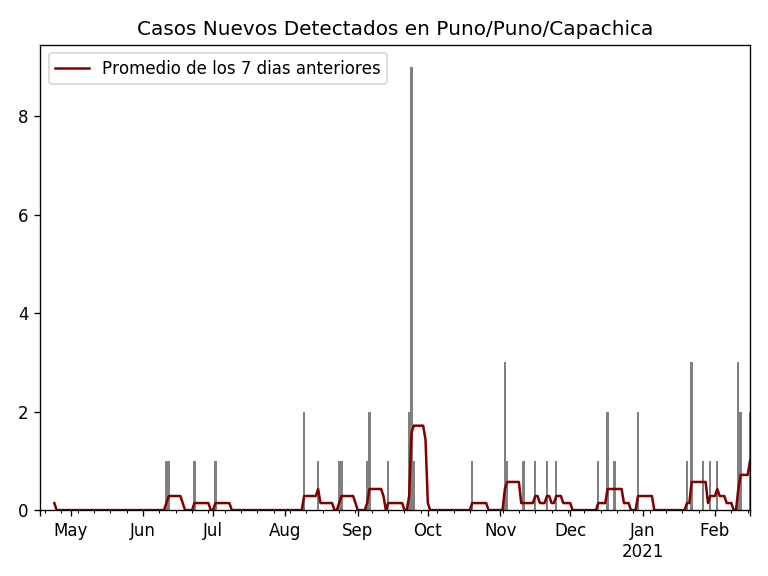 Casos Nuevos Detectados en Puno/Puno/Capachica
Promedio de los 7 dias anteriores
8
6
4
2
0
May Jun Jul Aug Sep Oct Nov Dec Jan Feb
2021